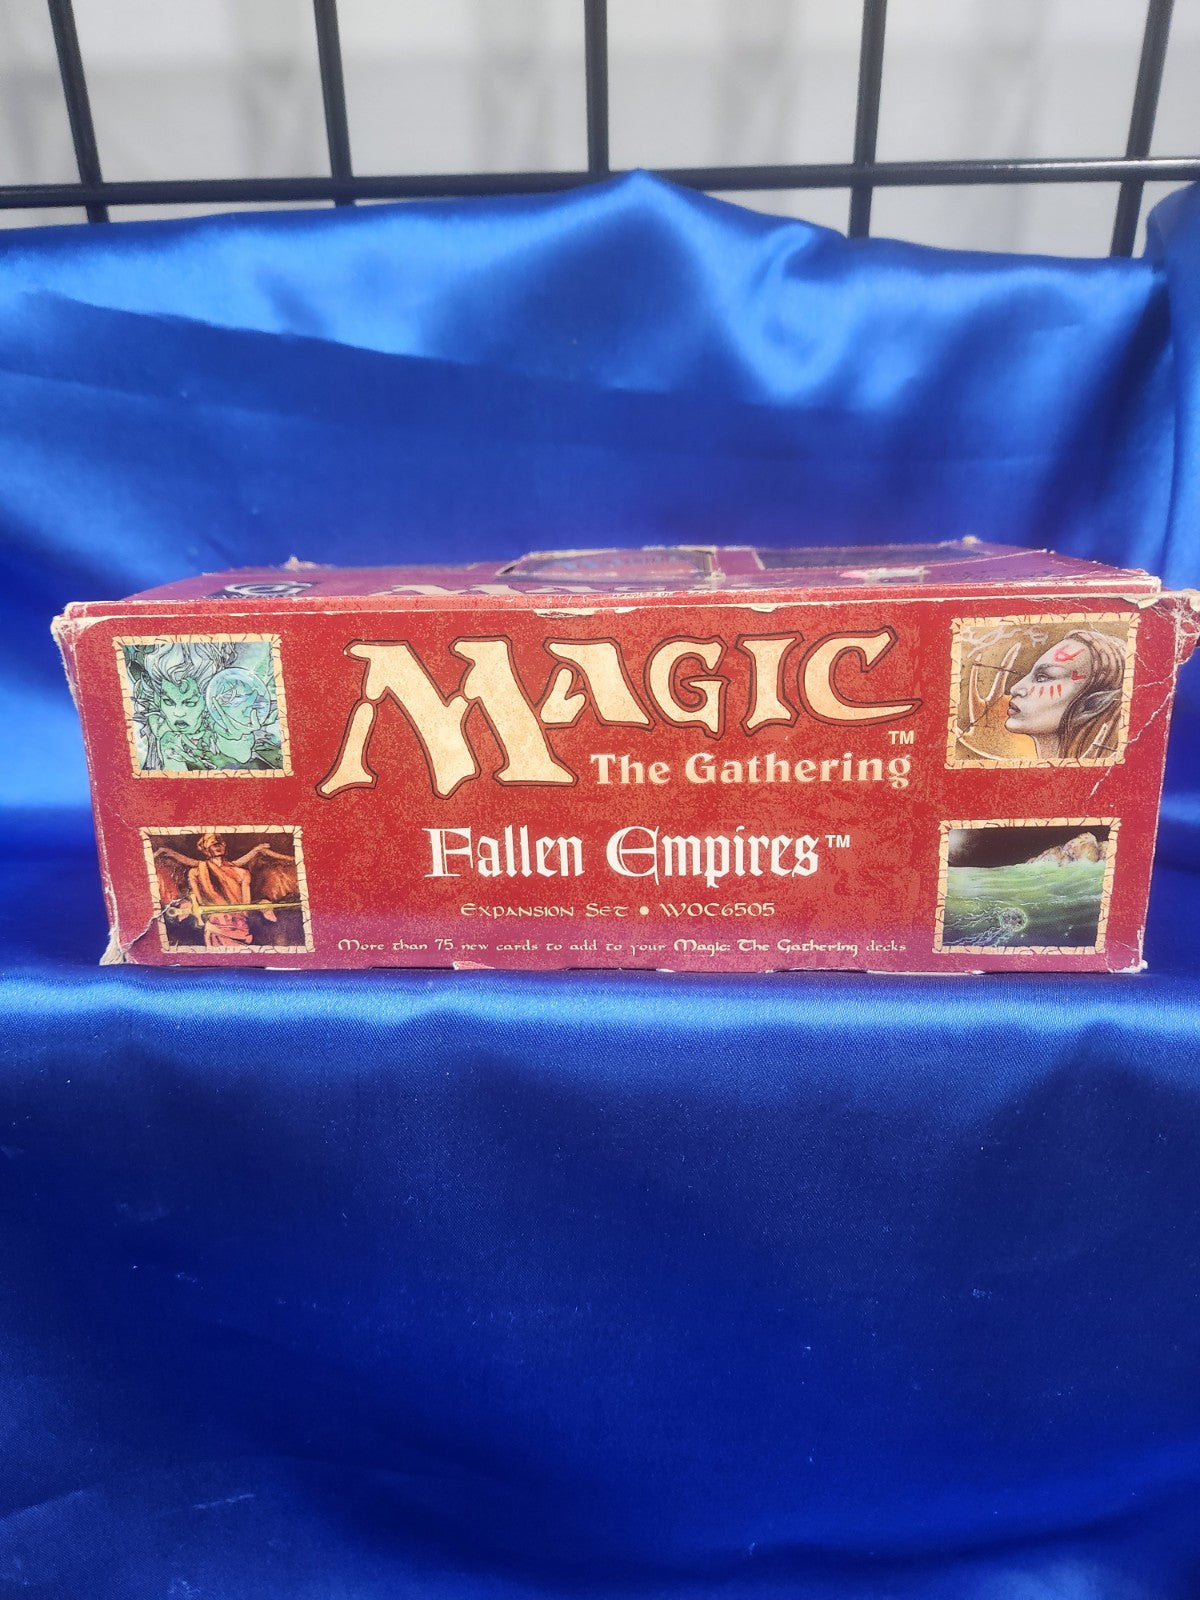 MAGIC
™
The Gathering
Fallen Empires™
Expansion Set • WOC6505
More than 75 new cards to add to your Magic: The Gathering decks